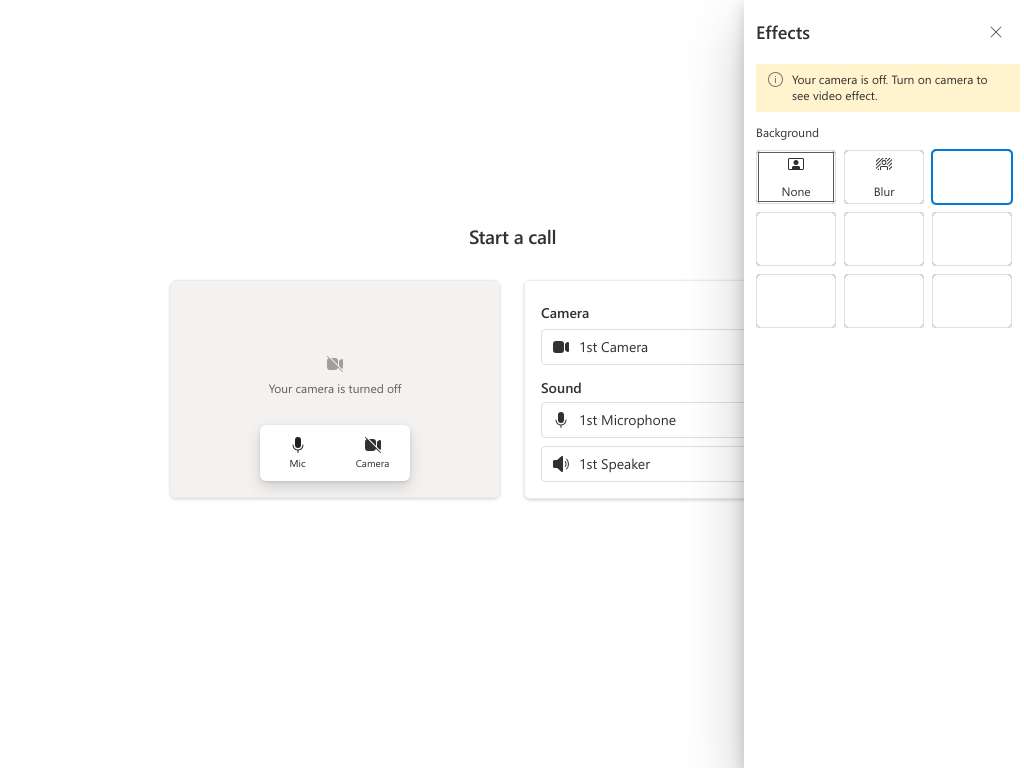 Effects
Your camera is off. Turn on camera to
see video effect.
Background
None
Blur
Start a call
Your camera is turned off
Mic
Camera
Camera
1st Camera
Sound
1st Microphone
1st Speaker